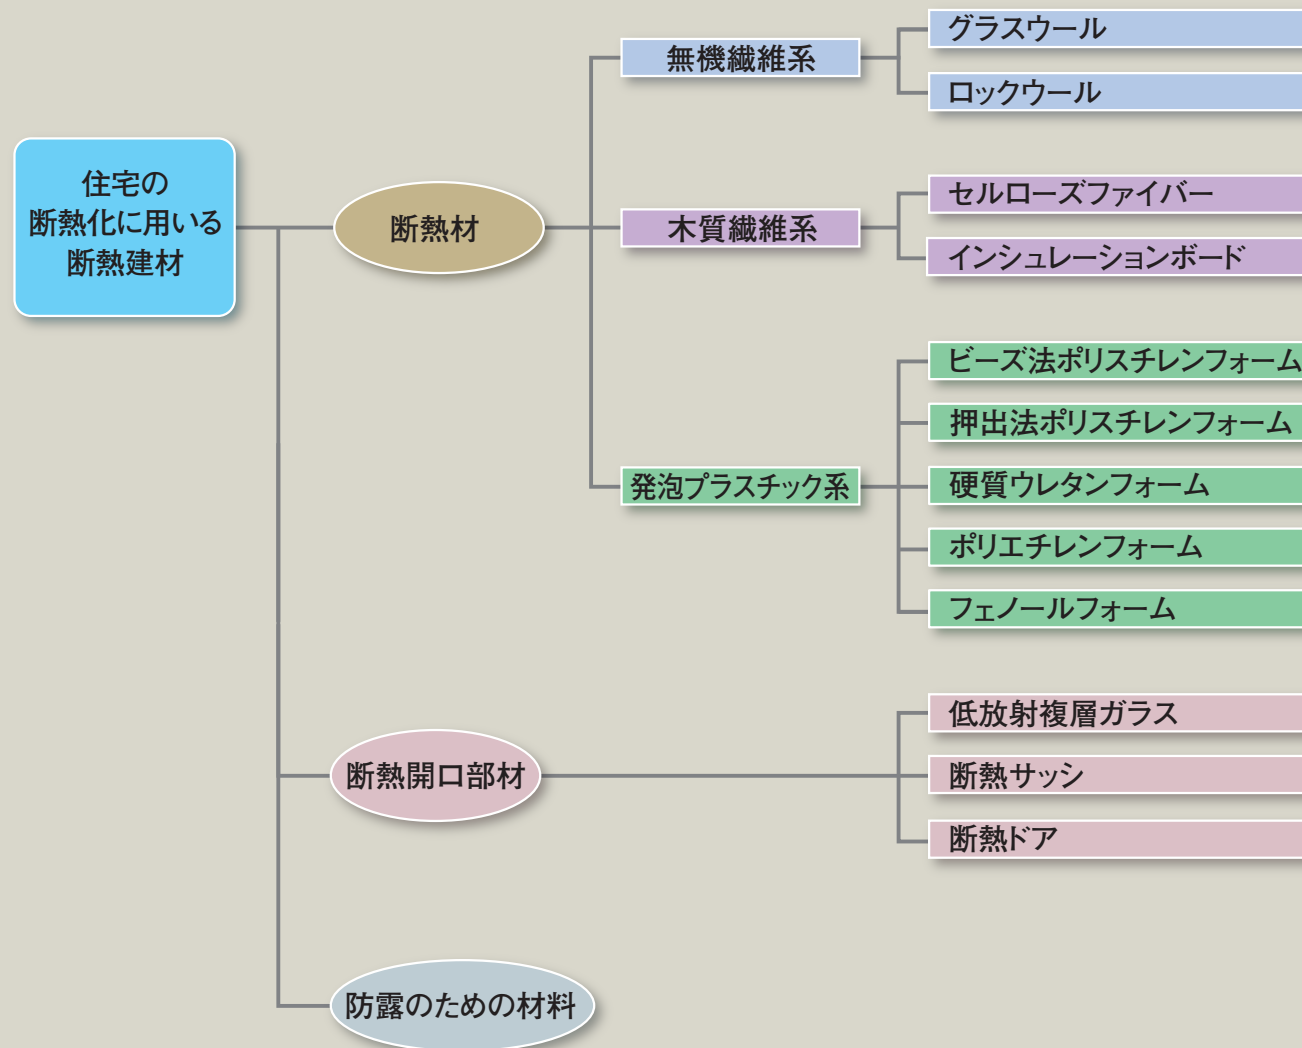 住宅の
断熱化に用いる
断熱建材
断熱材
無機繊維系
グラスウール
ロックウール
木質繊維系
セルローズファイバー
インシュレーションボード
発泡プラスチック系
ビーズ法ポリスチレンフォーム
押出法ポリスチレンフォーム
硬質ウレタンフォーム
ポリエチレンフォーム
フェノールフォーム
断熱開口部材
低放射複層ガラス
断熱サッシ
断熱ドア
防露のための材料